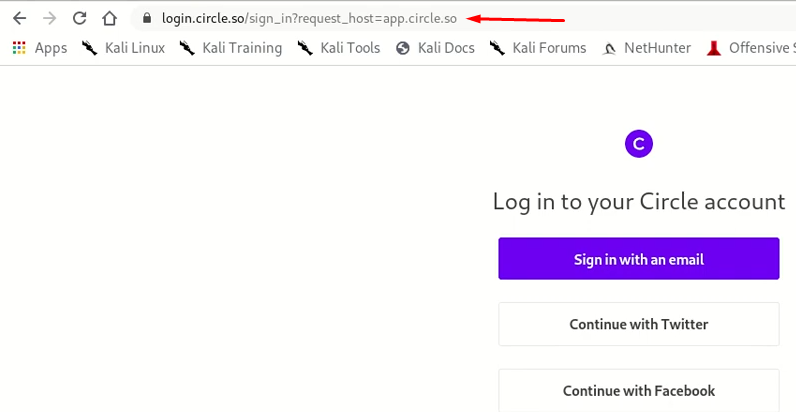 login.circle.so/sign_in?request_host=app.circle.so
Apps Kali Linux Kali Training Kali Tools Kali Docs Kali Forums NetHunter Offensive S
C
Log in to your Circle account
Sign in with an email
Continue with Twitter
Continue with Facebook